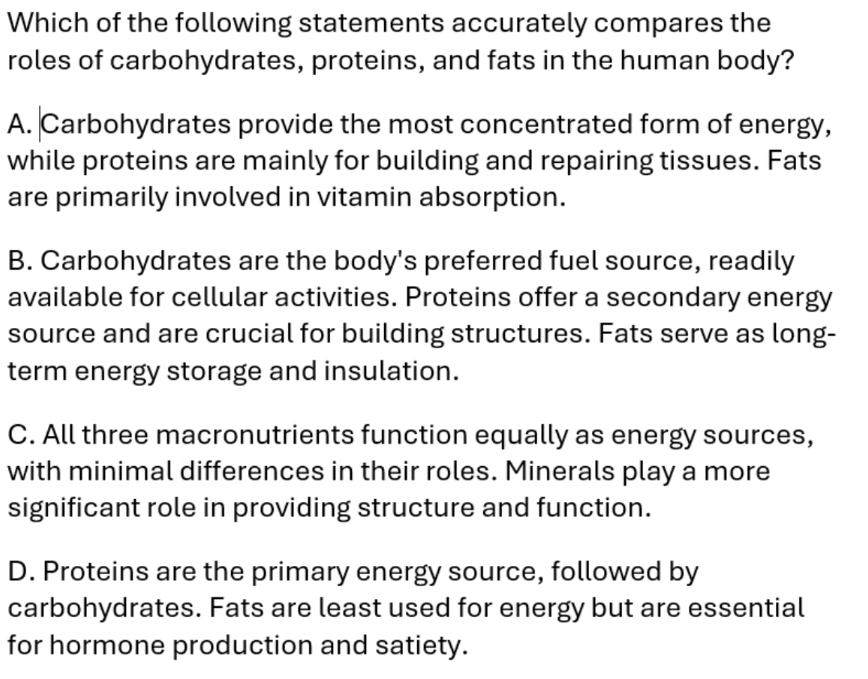 Which of the following statements accurately compares the
roles of carbohydrates, proteins, and fats in the human body?
A. Carbohydrates provide the most concentrated form of energy,
while proteins are mainly for building and repairing tissues. Fats
are primarily involved in vitamin absorption.
B. Carbohydrates are the body's preferred fuel source, readily
available for cellular activities. Proteins offer a secondary energy
source and are crucial for building structures. Fats serve as long-
term energy storage and insulation.
C. All three macronutrients function equally as energy sources,
with minimal differences in their roles. Minerals play a more
significant role in providing structure and function.
D. Proteins are the primary energy source, followed by
carbohydrates. Fats are least used for energy but are essential
for hormone production and satiety.